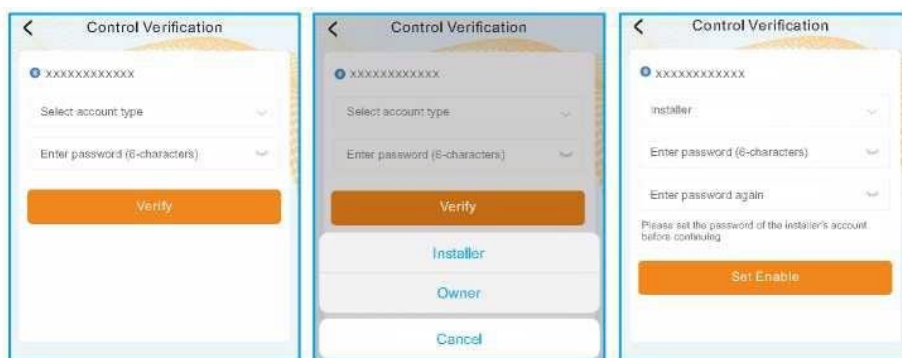 Control Verification
xxxxxxxxxxxx
Select account type
Enter password (6-characters)
Verify
Control Verification
xxxxxxxxxxxx
Select account type
Enter password (6-characters)
Verify
Installer
Owner
Cancel
Control Verification
xxxxxxxxxxxx
Installer
Enter password (6-characters)
Enter password again
Please set the password of the installer's account
before continuing
Set Enable